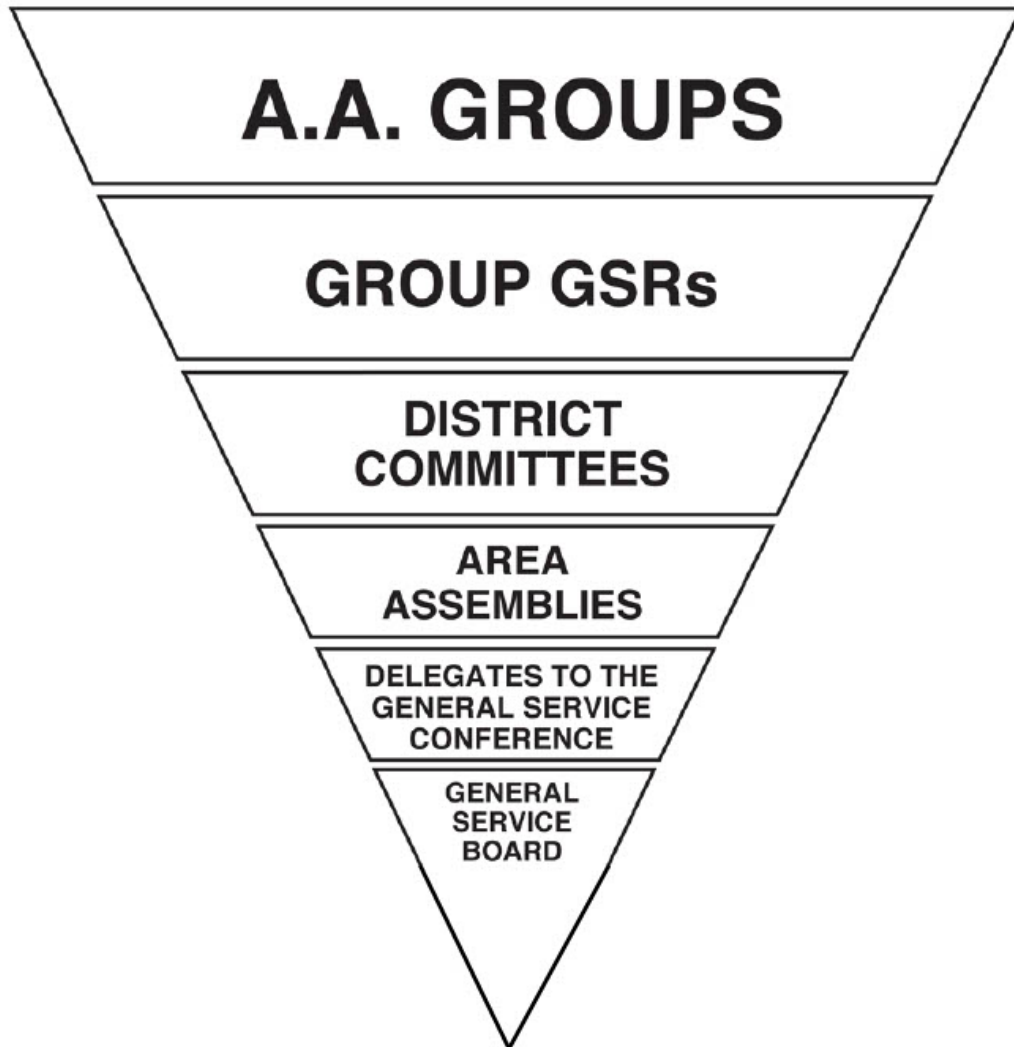 A.A. GROUPS
GROUP GSRs
DISTRICT
COMMITTEES
AREA
ASSEMBLIES
DELEGATES TO THE
GENERAL SERVICE
CONFERENCE
GENERAL
SERVICE
BOARD